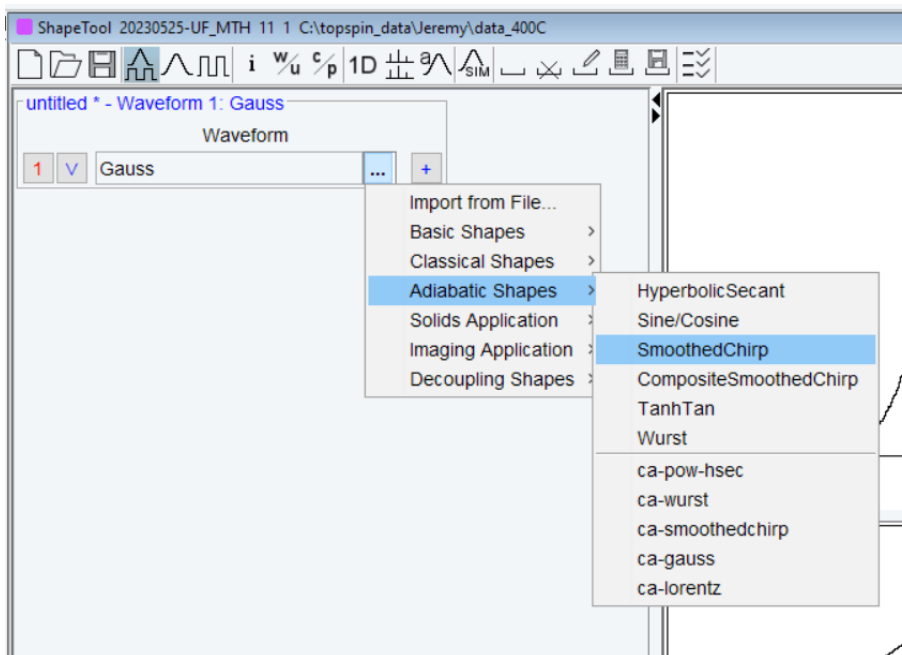 ShapeTool 20230525-UF_MTH 11 1 C:\topspin_data\Jeremy\data_400C
i w/u c/p 1D a SIM
untitled * - Waveform 1: Gauss
Waveform
1 V Gauss ... +
Import from File...
Basic Shapes >
Classical Shapes >
Adiabatic Shapes >
Solids Application >
Imaging Application >
Decoupling Shapes >
HyperbolicSecant
Sine/Cosine
SmoothedChirp
CompositeSmoothedChirp
TanhTan
Wurst
ca-pow-hsec
ca-wurst
ca-smoothedchirp
ca-gauss
ca-lorentz